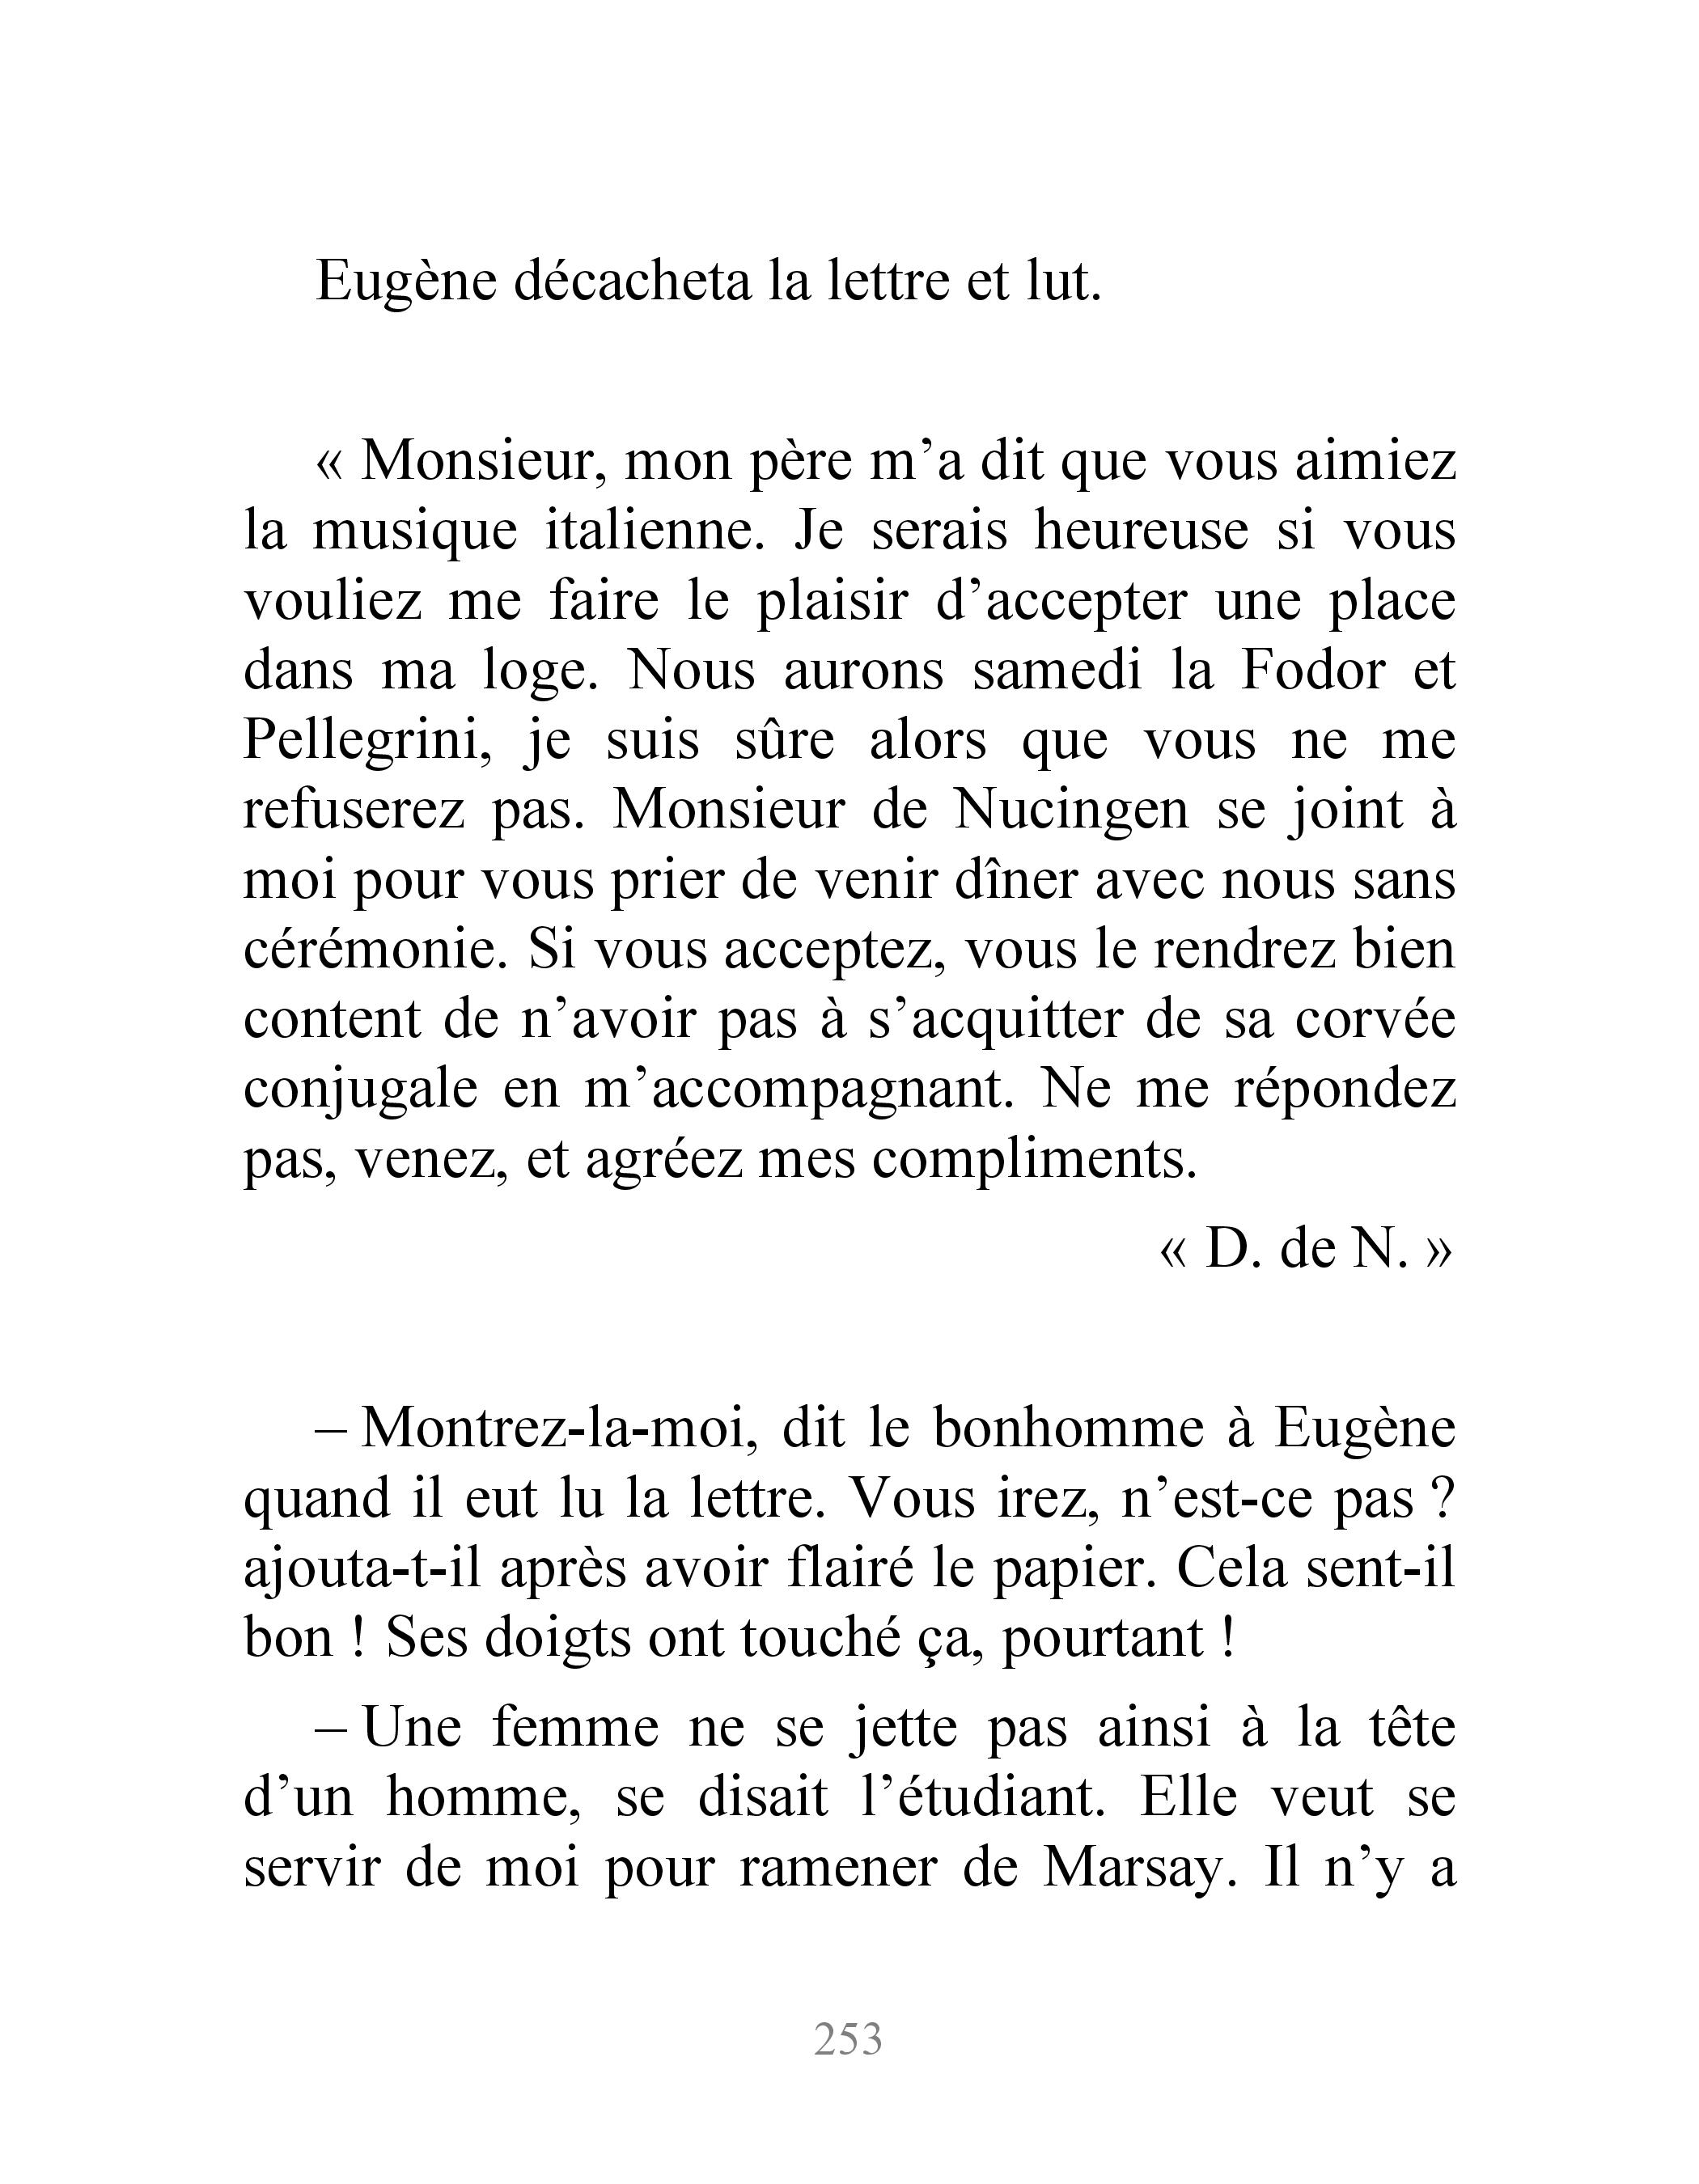 Eugène décacheta la lettre et lut.
« Monsieur, mon père m’a dit que vous aimiez
la musique italienne. Je serais heureuse si vous
vouliez me faire le plaisir d’accepter une place
dans ma loge. Nous aurons samedi la Fodor et
Pellegrini, je suis sûre alors que vous ne me
refuserez pas. Monsieur de Nucingen se joint à
moi pour vous prier de venir dîner avec nous sans
cérémonie. Si vous acceptez, vous le rendrez bien
content de n’avoir pas à s’acquitter de sa corvée
conjugale en m’accompagnant. Ne me répondez
pas, venez, et agréez mes compliments.
« D. de N. »
– Montrez-la-moi, dit le bonhomme à Eugène
quand il eut lu la lettre. Vous irez, n’est-ce pas ?
ajouta-t-il après avoir flairé le papier. Cela sent-il
bon ! Ses doigts ont touché ça, pourtant !
– Une femme ne se jette pas ainsi à la tête
d’un homme, se disait l’étudiant. Elle veut se
servir de moi pour ramener de Marsay. Il n’y a
253